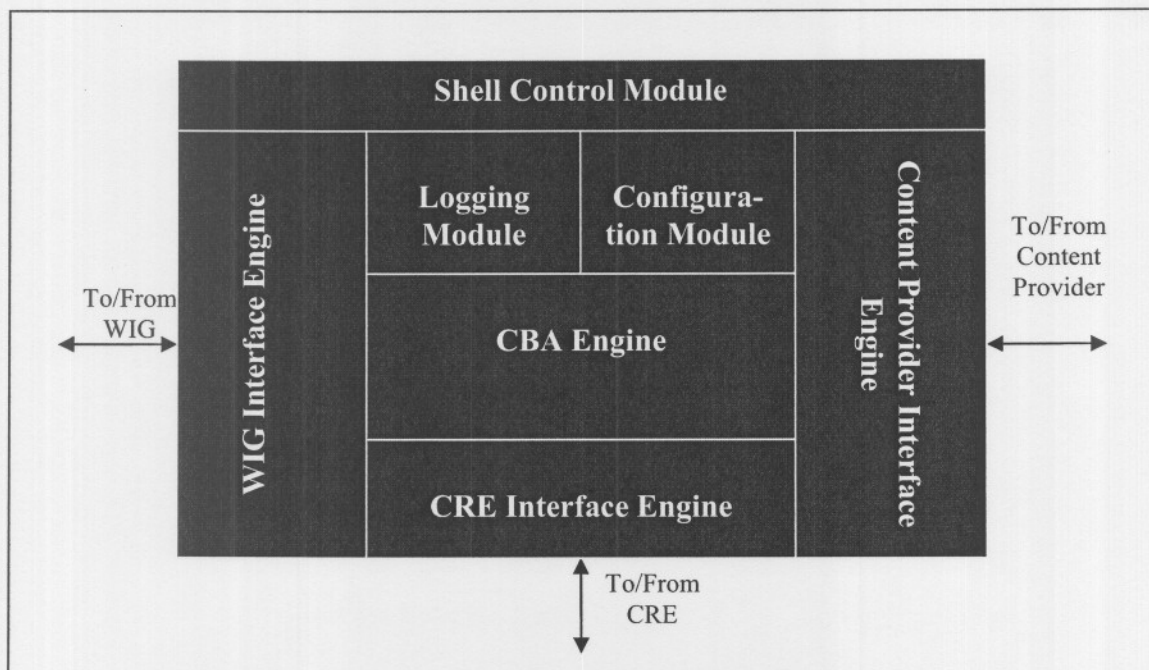 Shell Control Module
Logging
Module
Configura-
tion Module
WIG Interface Engine
Content Provider Interface
Engine
CBA Engine
CRE Interface Engine
To/From
WIG
To/From
Content
Provider
To/From
CRE